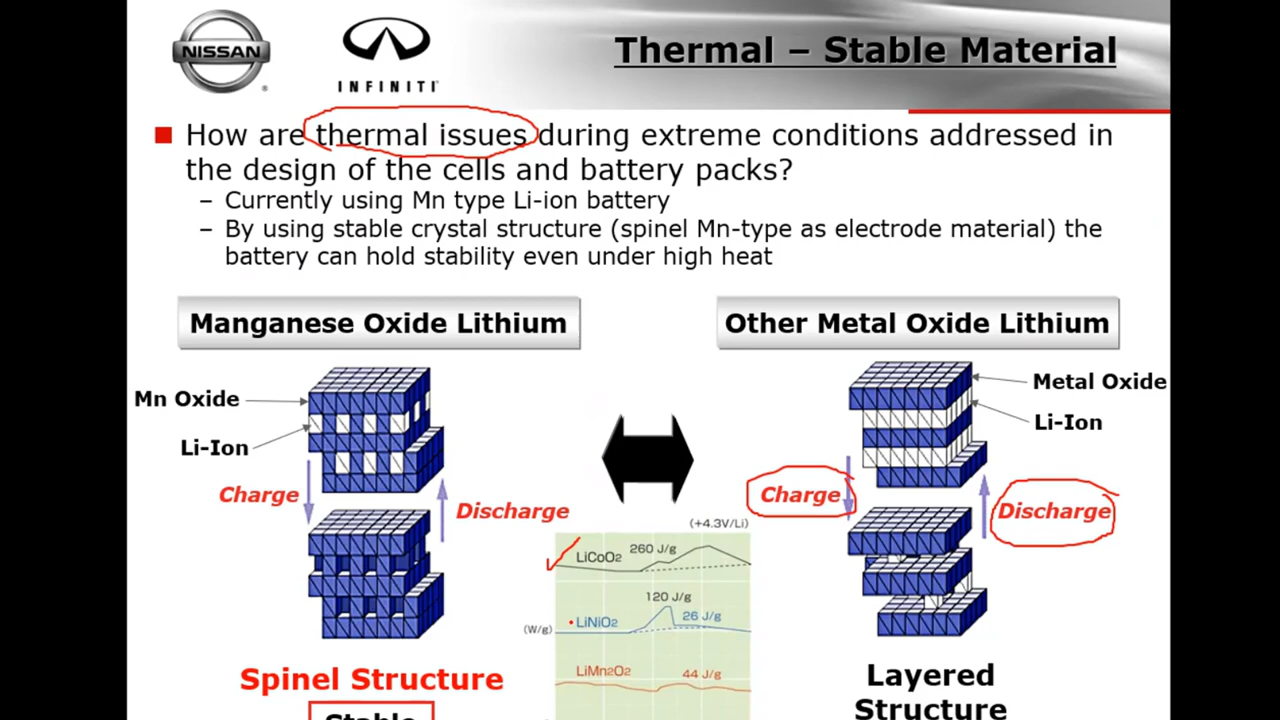 NISSAN
INFINITI
Thermal – Stable Material
How are thermal issues during extreme conditions addressed in
the design of the cells and battery packs?
– Currently using Mn type Li-ion battery
– By using stable crystal structure (spinel Mn-type as electrode material) the
battery can hold stability even under high heat
Manganese Oxide Lithium
Other Metal Oxide Lithium
Mn Oxide
Li-Ion
Charge
Discharge
Metal Oxide
Li-Ion
Charge
Discharge
(+4.3V/Li)
LiCoO2 260 J/g
120 J/g
LiNiO2 26 J/g
(W/g)
LiMn2O2 44 J/g
Spinel Structure
Stable
Layered
Structure